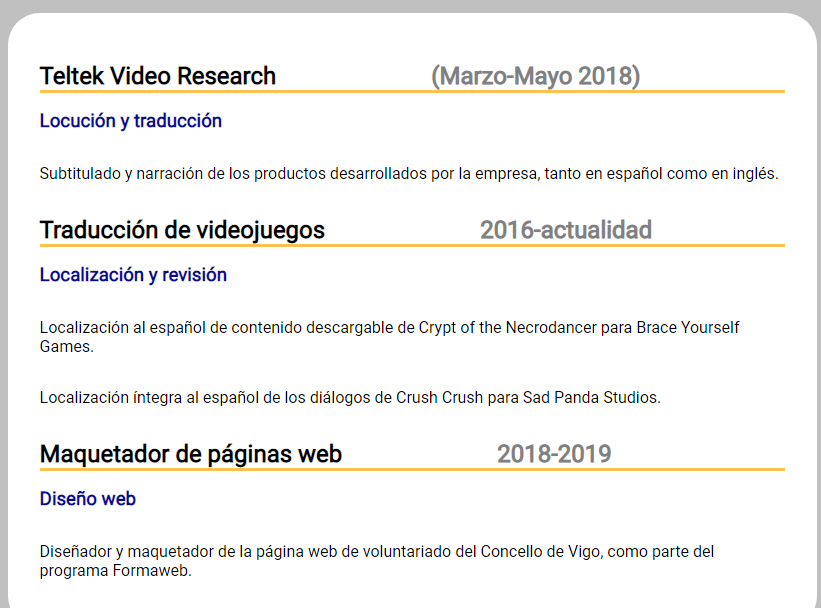 Teltek Video Research (Marzo-Mayo 2018)
Locución y traducción
Subtitulado y narración de los productos desarrollados por la empresa, tanto en español como en inglés.
Traducción de videojuegos 2016-actualidad
Localización y revisión
Localización al español de contenido descargable de Crypt of the Necrodancer para Brace Yourself
Games.
Localización íntegra al español de los diálogos de Crush Crush para Sad Panda Studios.
Maquetador de páginas web 2018-2019
Diseño web
Diseñador y maquetador de la página web de voluntariado del Concello de Vigo, como parte del
programa Formaweb.